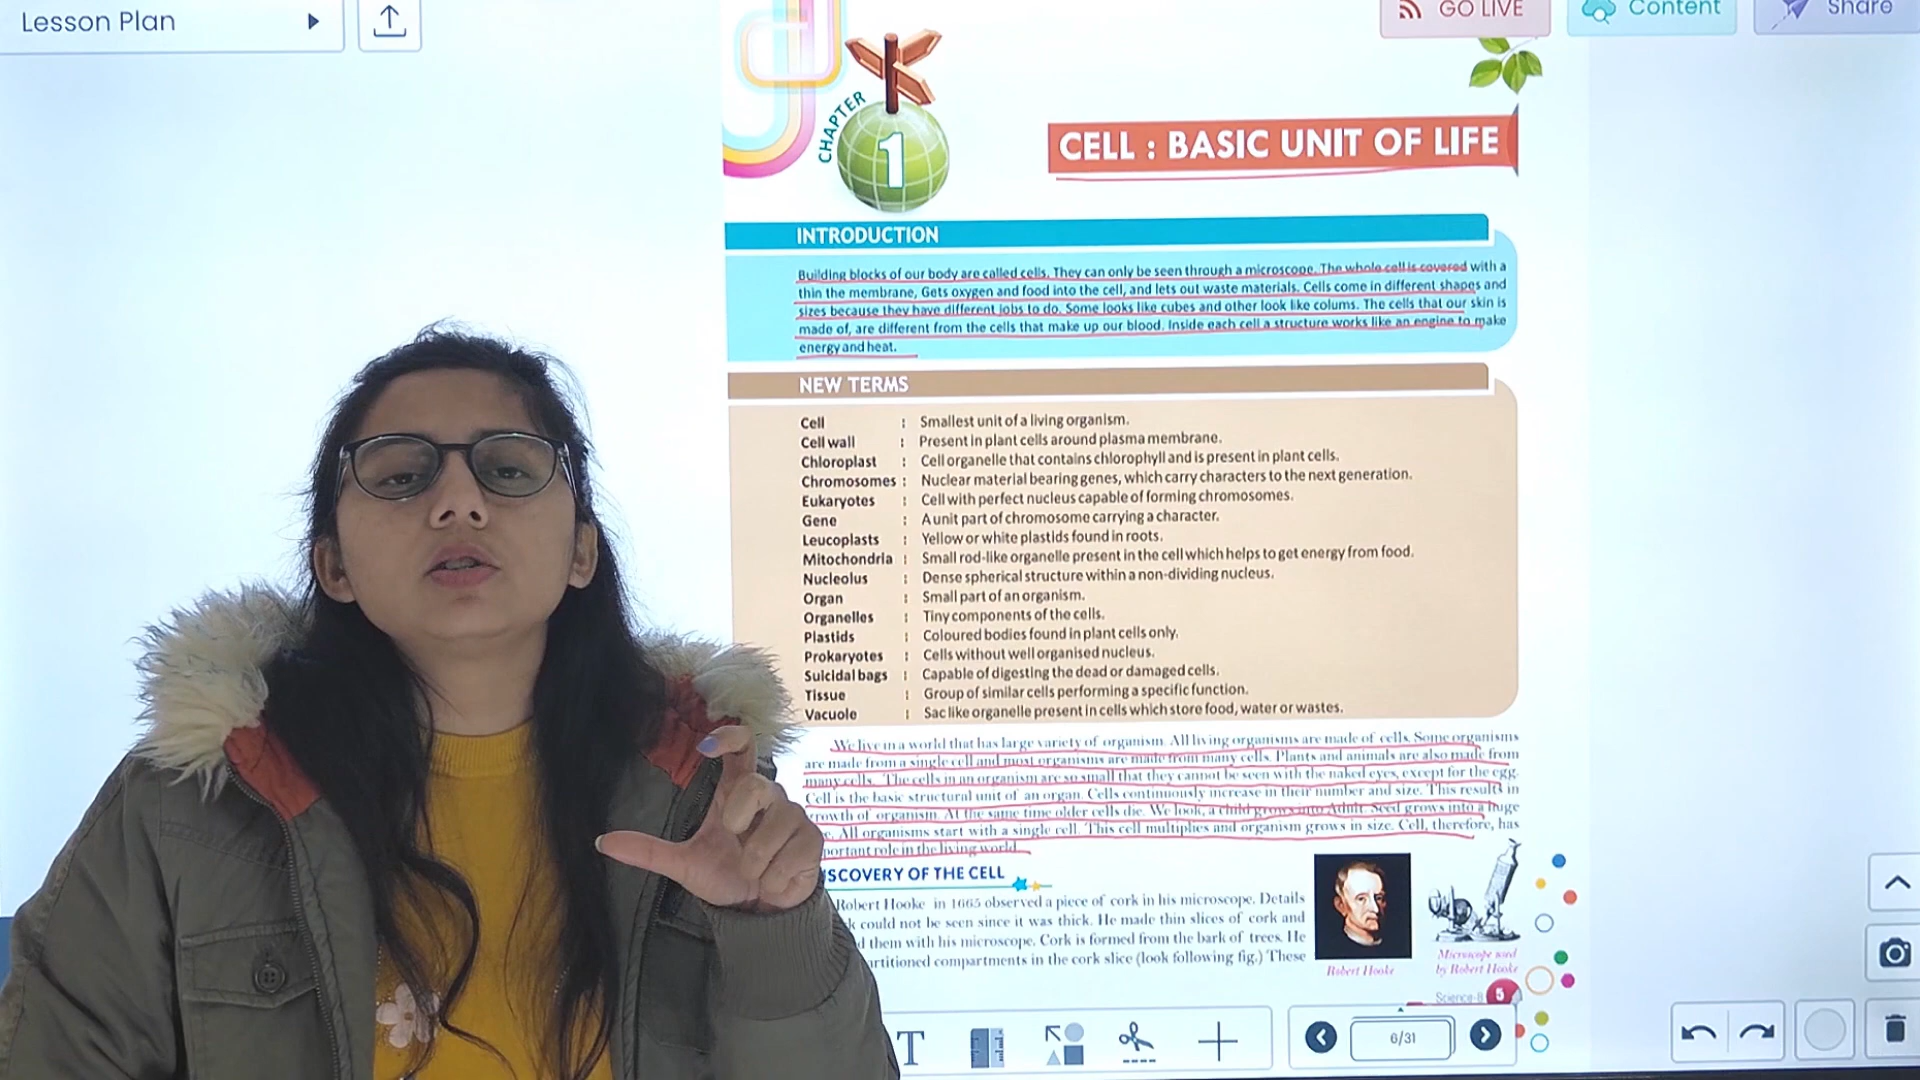 Lesson Plan
GO LIVE
Content
Share
CHAPTER
1
CELL : BASIC UNIT OF LIFE
INTRODUCTION
Building blocks of our body are called cells. They can only be seen through a microscope. The whole cell is covered with a
thin the membrane, Gets oxygen and food into the cell, and lets out waste materials. Cells come in different shapes and
sizes because they have different jobs to do. Some looks like cubes and other look like colums. The cells that our skin is
made of, are different from the cells that make up our blood. Inside each cell a structure works like an engine to make
energy and heat.
NEW TERMS
Cell : Smallest unit of a living organism.
Cell wall : Present in plant cells around plasma membrane.
Chloroplast : Cell organelle that contains chlorophyll and is present in plant cells.
Chromosomes : Nuclear material bearing genes, which carry characters to the next generation.
Eukaryotes : Cell with perfect nucleus capable of forming chromosomes.
Gene : A unit part of chromosome carrying a character.
Leucoplasts : Yellow or white plastids found in roots.
Mitochondria : Small rod-like organelle present in the cell which helps to get energy from food.
Nucleolus : Dense spherical structure within a non-dividing nucleus.
Organ : Small part of an organism.
Organelles : Tiny components of the cells.
Plastids : Coloured bodies found in plant cells only.
Prokaryotes : Cells without well organised nucleus.
Suicidal bags : Capable of digesting the dead or damaged cells.
Tissue : Group of similar cells performing a specific function.
Vacuole : Sac like organelle present in cells which store food, water or wastes.
We live in a world that has large variety of organism. All living organisms are made of cells. Some organisms
are made from a single cell and most organisms are made from many cells. Plants and animals are also made from
many cells. The cells in an organism are so small that they cannot be seen with the naked eyes, except for the egg.
Cell is the basic structural unit of an organ. Cells continuously increase in their number and size. This results in
rowth of organism. At the same time older cells die. We look, a child grows into Adult. Seed grows into a huge
e. All organisms start with a single cell. This cell multiplies and organism grows in size. Cell, therefore, has
portant role in the living world.
SCOVERY OF THE CELL
Robert Hooke in 1665 observed a piece of cork in his microscope. Details
k could not be seen since it was thick. He made thin slices of cork and
d them with his microscope. Cork is formed from the bark of trees. He
artitioned compartments in the cork slice (look following fig.) These
Robert Hooke
Microscope used
by Robert Hooke
Science-8 5
T
6/31